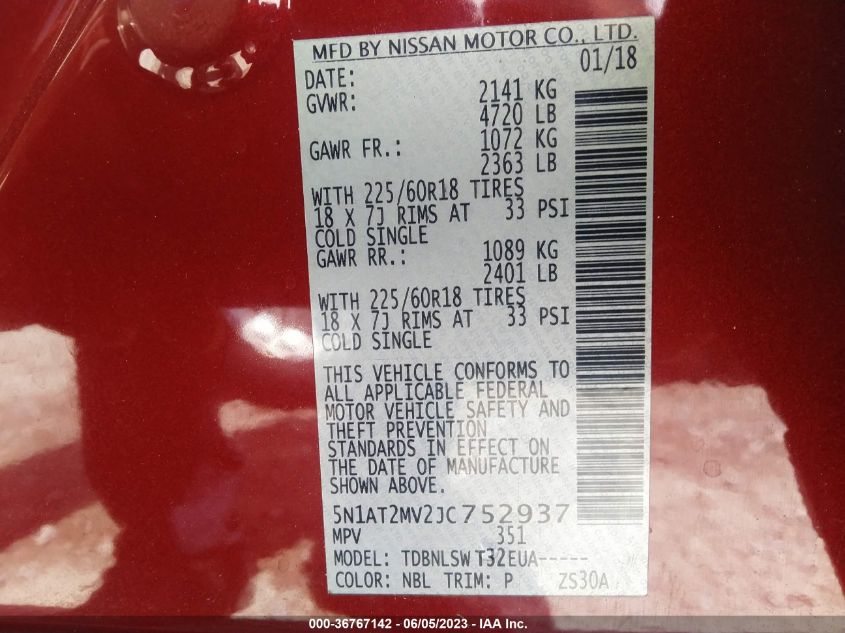 MFD BY NISSAN MOTOR CO., LTD.
DATE: 01/18
GVWR: 2141 KG
4720 LB
GAWR FR.: 1072 KG
2363 LB
WITH 225/60R18 TIRES
18 X 7J RIMS AT 33 PSI
COLD SINGLE
GAWR RR.: 1089 KG
2401 LB
WITH 225/60R18 TIRES
18 X 7J RIMS AT 33 PSI
COLD SINGLE
THIS VEHICLE CONFORMS TO
ALL APPLICABLE FEDERAL
MOTOR VEHICLE SAFETY AND
THEFT PREVENTION
STANDARDS IN EFFECT ON
THE DATE OF MANUFACTURE
SHOWN ABOVE.
5N1AT2MV2JC752937
MPV 351
MODEL: TDBNLSWT32EUA-----
COLOR: NBL TRIM: P ZS30A
000-36767142 - 06/05/2023 - IAA Inc.